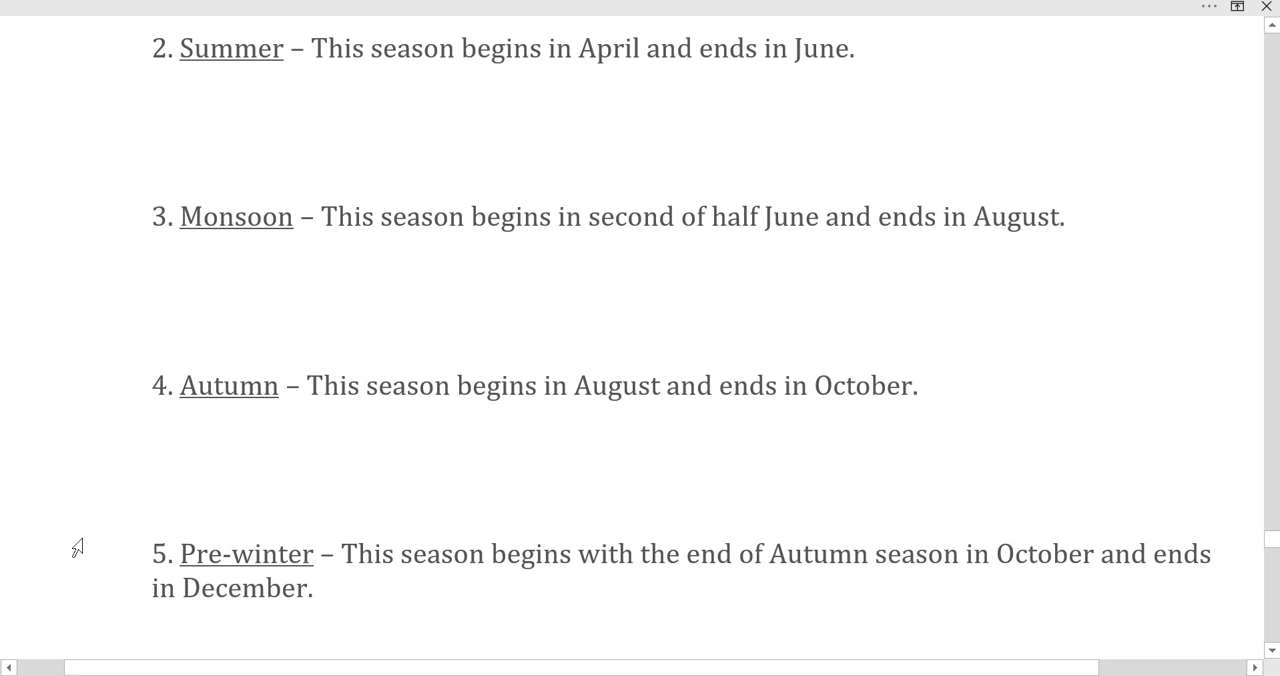 2. Summer – This season begins in April and ends in June.
3. Monsoon – This season begins in second of half June and ends in August.
4. Autumn – This season begins in August and ends in October.
5. Pre-winter – This season begins with the end of Autumn season in October and ends
in December.